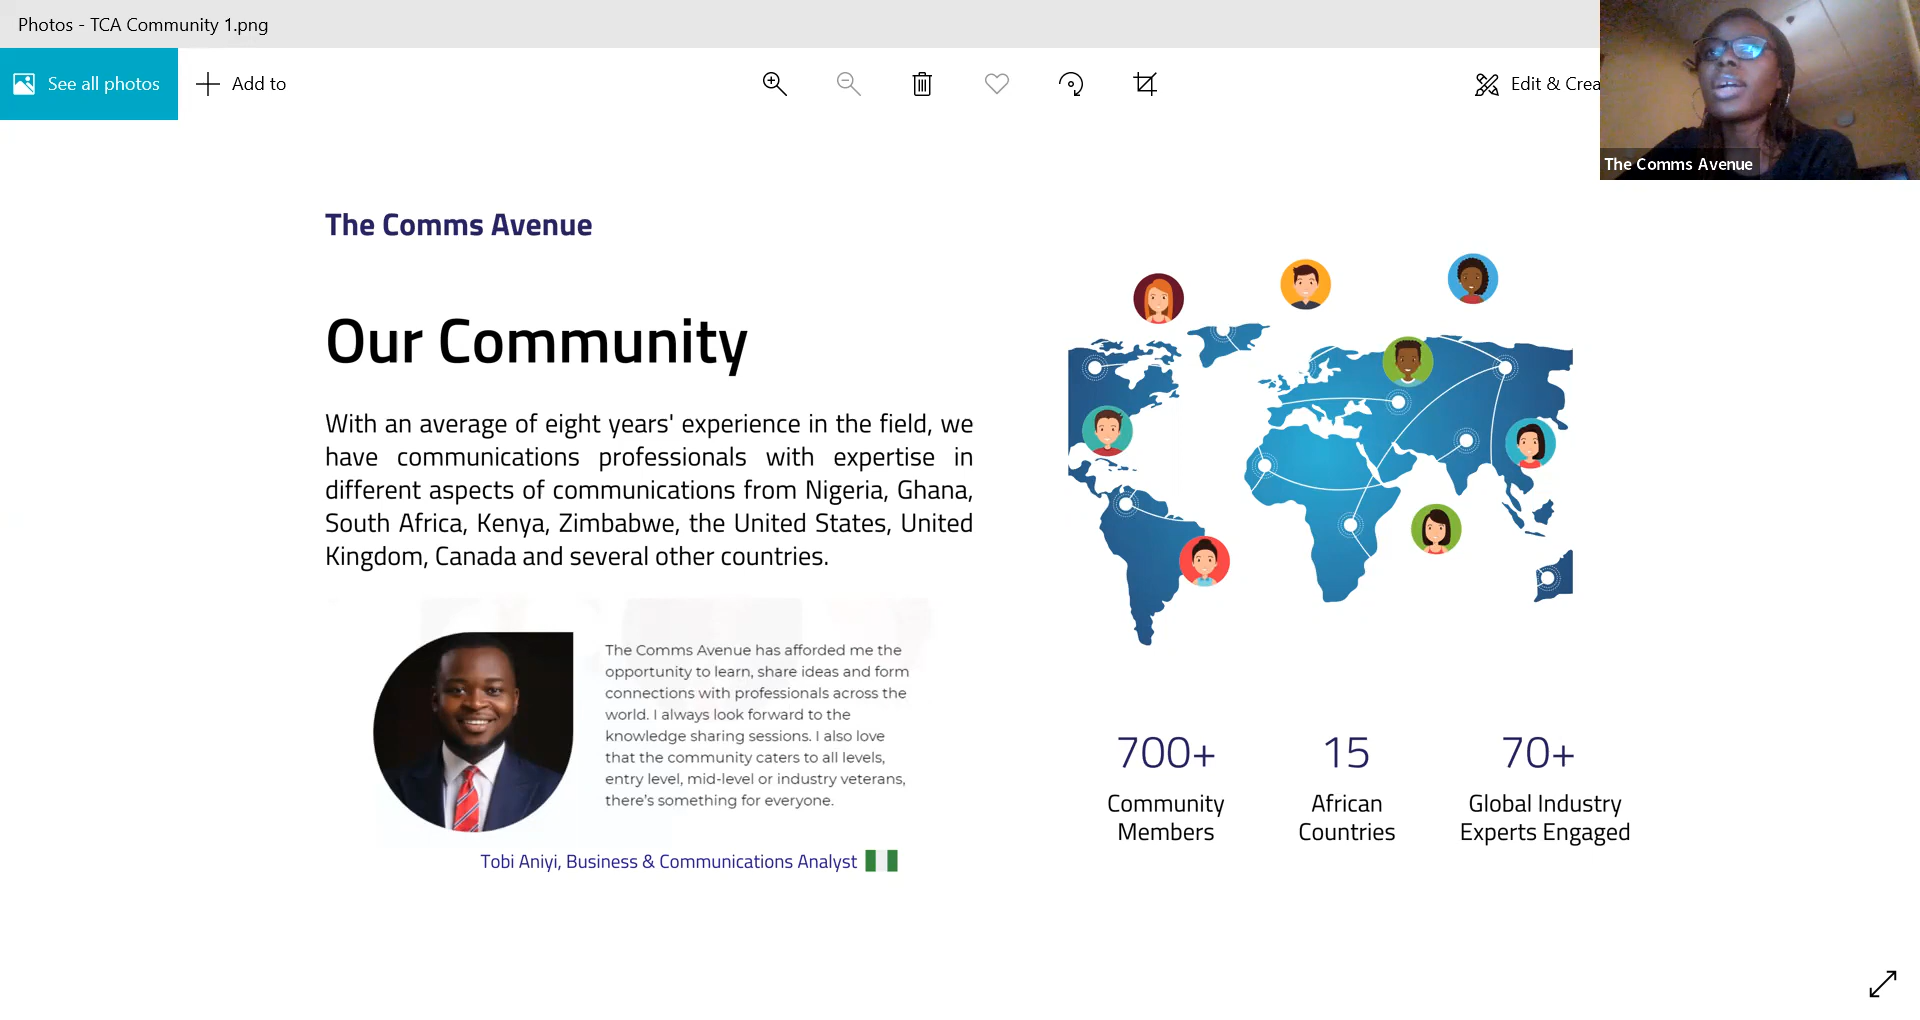 Photos - TCA Community 1.png
See all photos
Add to
Edit & Crea
The Comms Avenue
The Comms Avenue
Our Community
With an average of eight years' experience in the field, we
have communications professionals with expertise in
different aspects of communications from Nigeria, Ghana,
South Africa, Kenya, Zimbabwe, the United States, United
Kingdom, Canada and several other countries.
The Comms Avenue has afforded me the
opportunity to learn, share ideas and form
connections with professionals across the
world. I always look forward to the
knowledge sharing sessions. I also love
that the community caters to all levels,
entry level, mid-level or industry veterans,
there's something for everyone.
Tobi Aniyi, Business & Communications Analyst
700+
Community
Members
15
African
Countries
70+
Global Industry
Experts Engaged